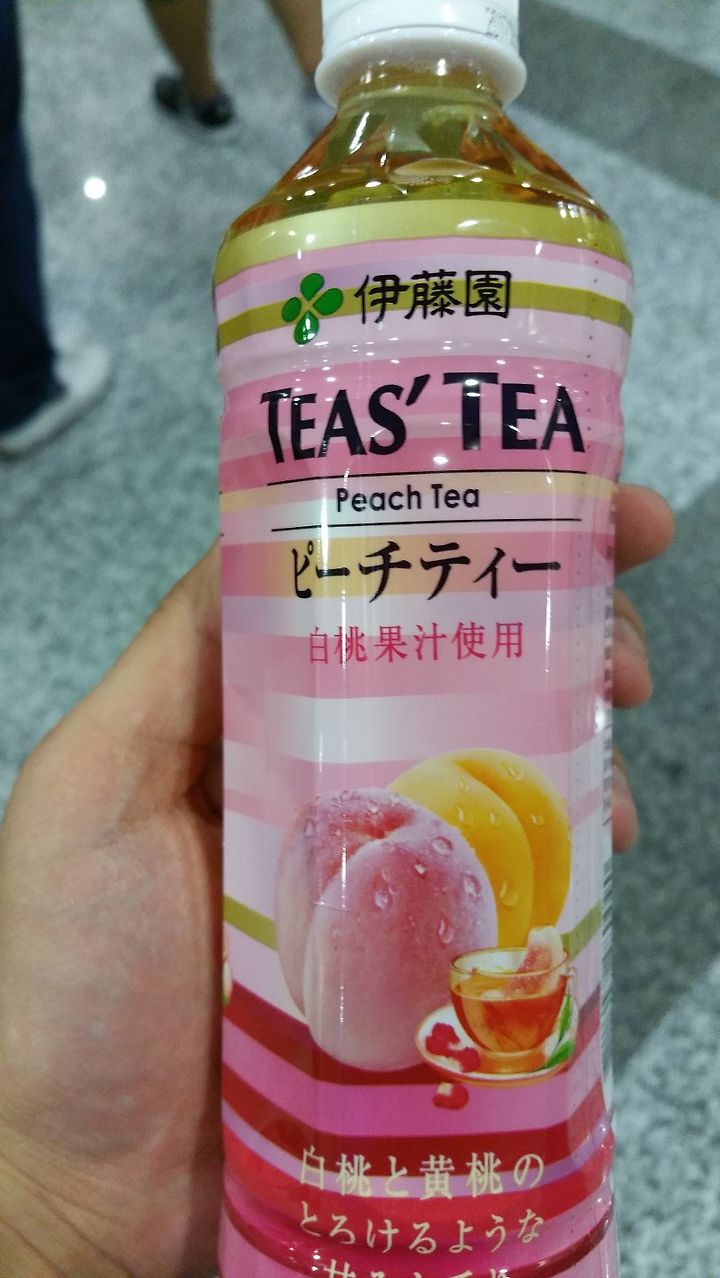 伊藤園
TEAS' TEA
Peach Tea
ピーチティー
白桃果汁使用
白桃と黄桃の
とろけるような